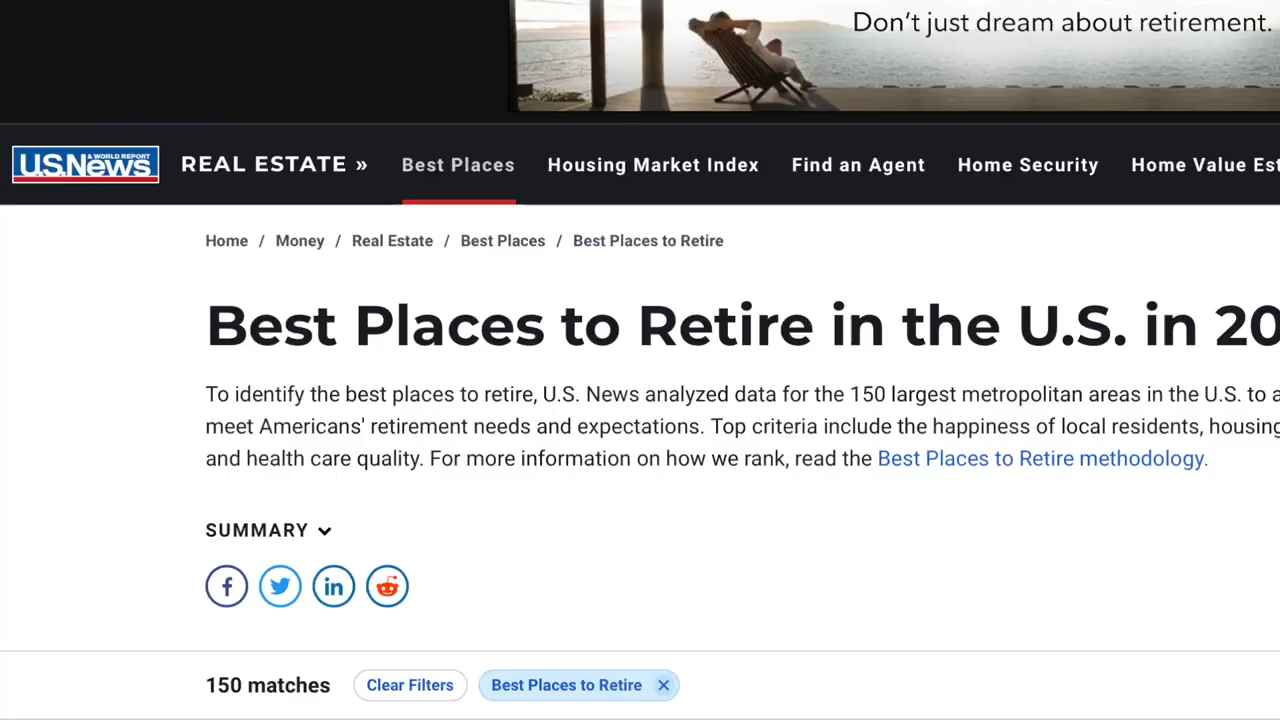 Don't just dream about retirement.
U.S.News & WORLD REPORT
REAL ESTATE » Best Places Housing Market Index Find an Agent Home Security Home Value Est
Home / Money / Real Estate / Best Places / Best Places to Retire
Best Places to Retire in the U.S. in 20
To identify the best places to retire, U.S. News analyzed data for the 150 largest metropolitan areas in the U.S. to a
meet Americans' retirement needs and expectations. Top criteria include the happiness of local residents, housing
and health care quality. For more information on how we rank, read the Best Places to Retire methodology.
SUMMARY
150 matches Clear Filters Best Places to Retire